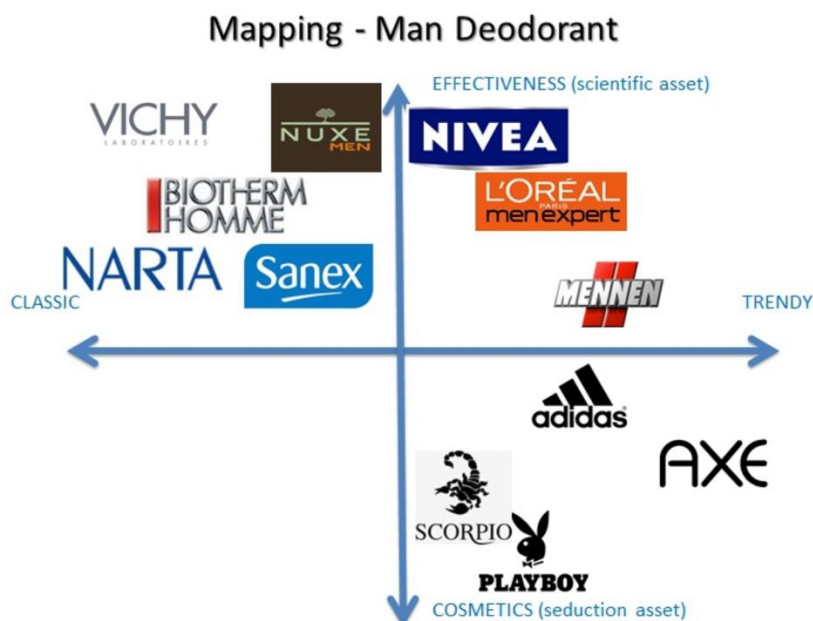 Mapping - Man Deodorant
EFFECTIVENESS (scientific asset)
VICHY
LABORATOIRES
NUXE
MEN
NIVEA
L'ORÉAL
PARIS
men expert
BIOTHERM
HOMME
NARTA
Sanex
MENNEN
CLASSIC
TRENDY
adidas
AXE
SCORPIO
PLAYBOY
COSMETICS (seduction asset)